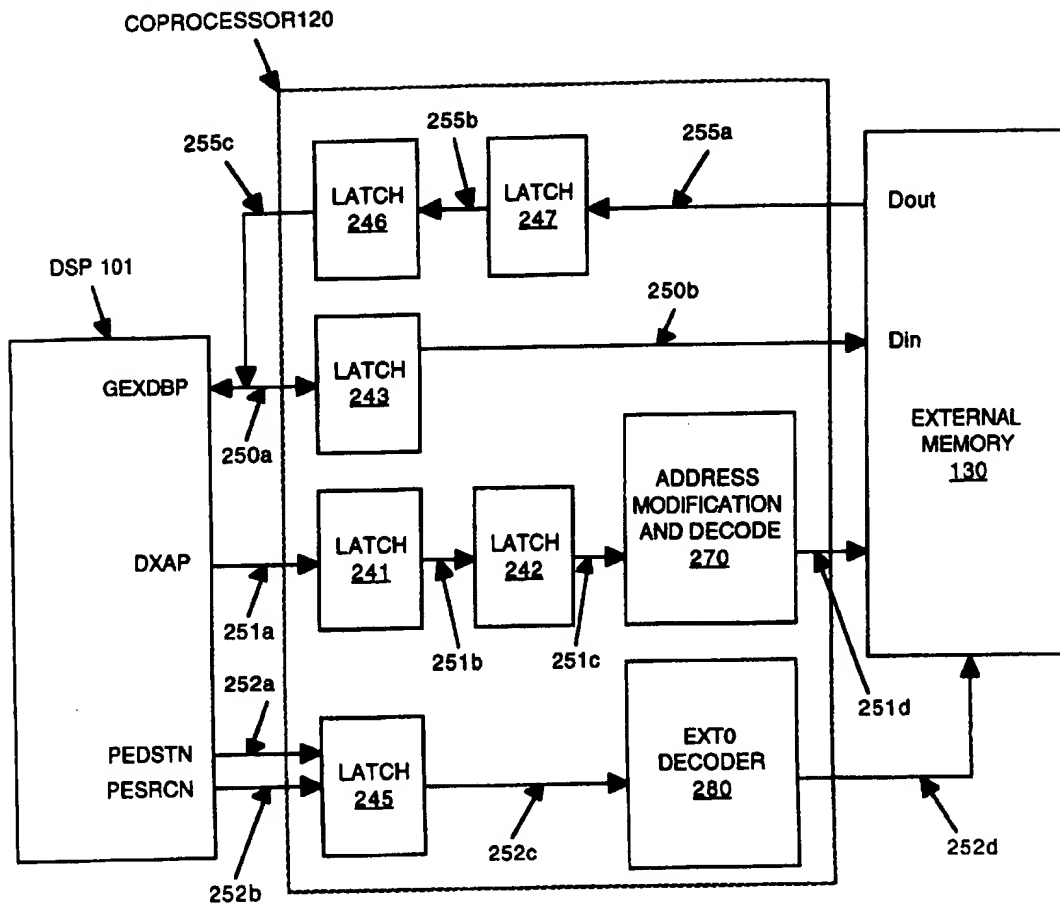 COPROCESSOR120
255c
255b
255a
LATCH
246
LATCH
247
Dout
DSP 101
250b
Din
GEXDBP
LATCH
243
250a
EXTERNAL
MEMORY
130
ADDRESS
MODIFICATION
AND DECODE
270
DXAP
LATCH
241
LATCH
242
251a
251b
251c
251d
252a
PEDSTN
PESRCN
LATCH
245
EXT0
DECODER
280
252b
252c
252d